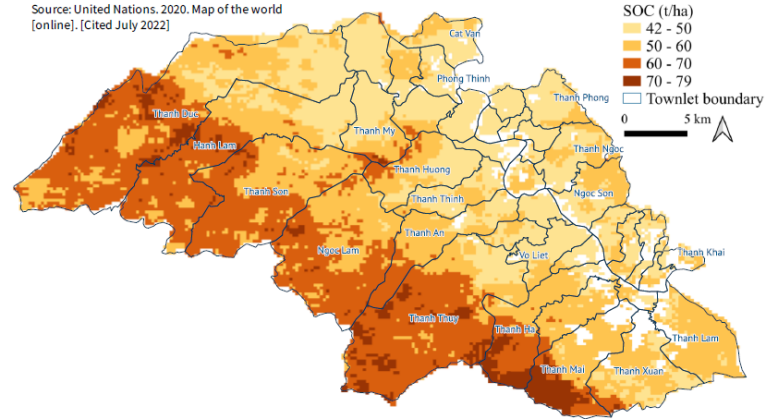 Source: United Nations. 2020. Map of the world
[online]. [Cited July 2022]
SOC (t/ha)
42 - 50
50 - 60
60 - 70
70 - 79
Townlet boundary
0 5 km
Cat Van
Phong Thinh
Thanh Phong
Thanh Duc
Hanh Lam
Thanh My
Thanh Ngoc
Thanh Huong
Thanh Son
Thanh Thinh
Ngoc Son
Thanh An
Ngoc Lam
Vo Liet
Thanh Khai
Thanh Thuy
Thanh Ha
Thanh Lam
Thanh Mai
Thanh Xuan